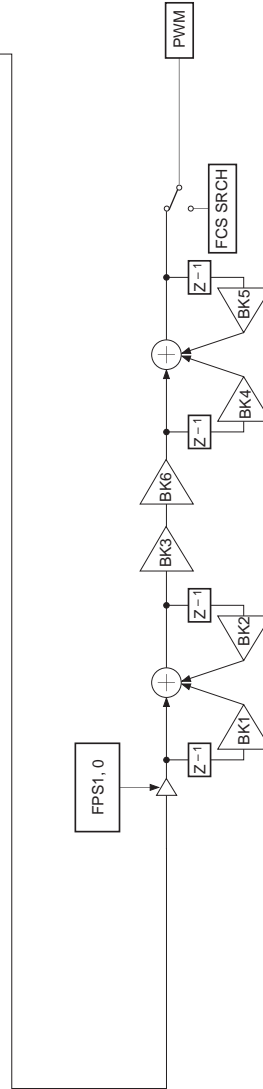 PWM
FCS SRCH
Z – 1
BK5
BK4
Z – 1
BK6
BK3
Z – 1
BK2
BK1
Z – 1
FPS1, 0